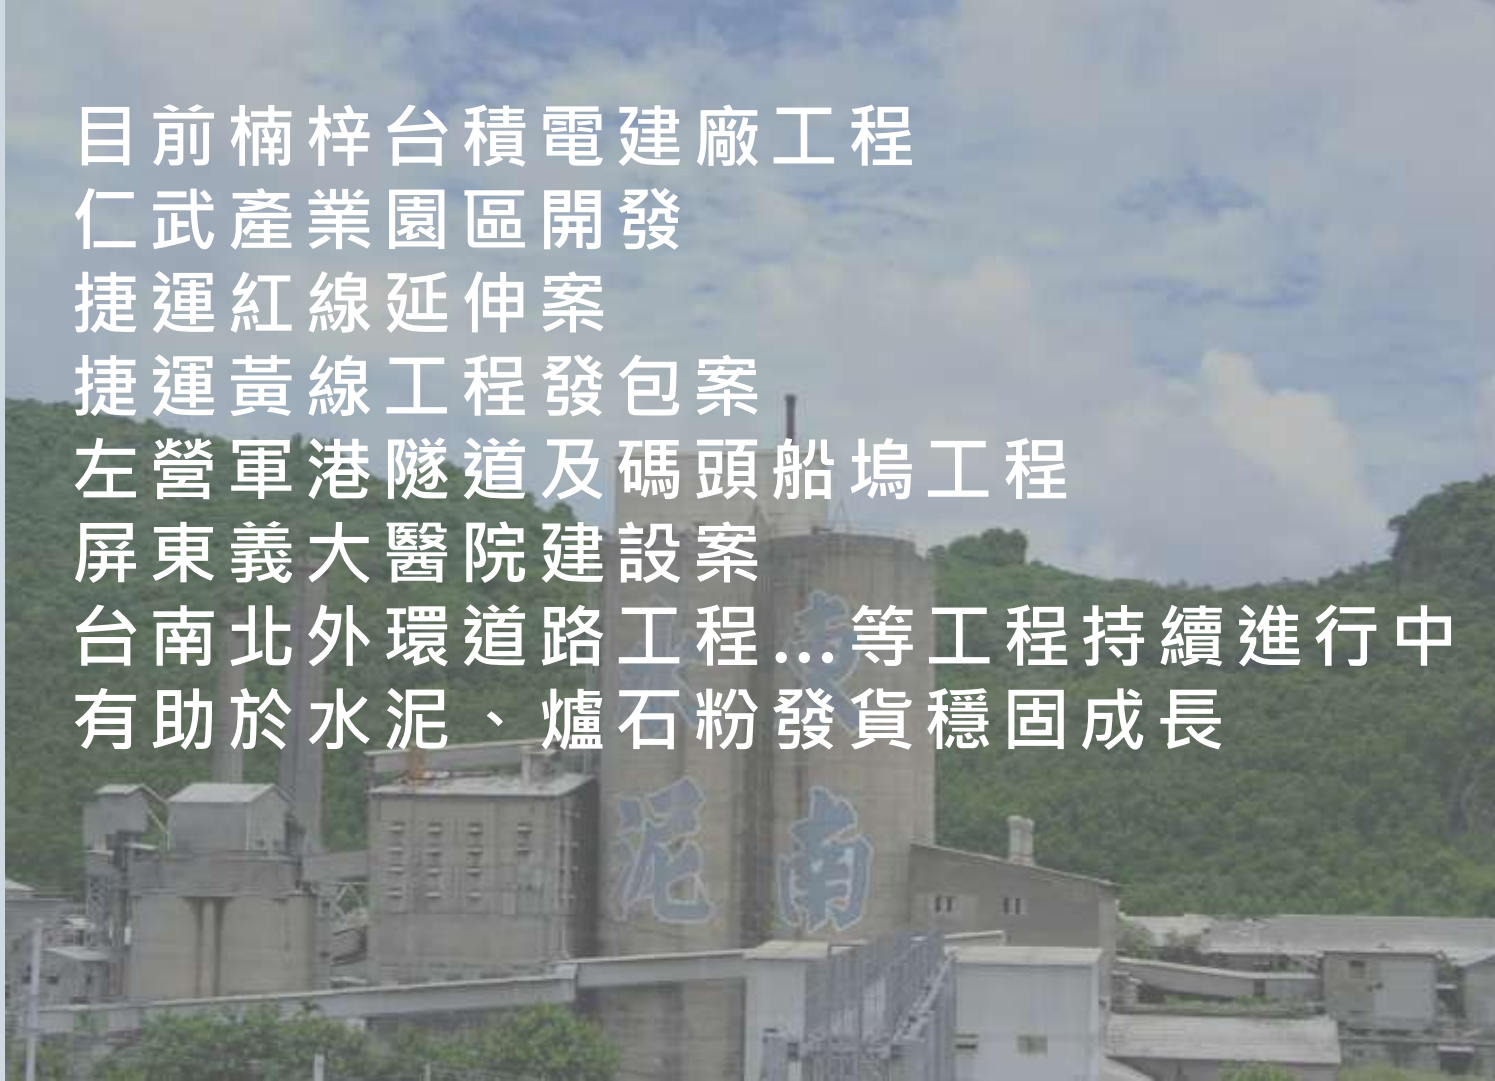 目前楠梓台積電建廠工程
仁武產業園區開發
捷運紅線延伸案
捷運黃線工程發包案
左營軍港隧道及碼頭船塢工程
屏東義大醫院建設案
台南北外環道路工程...等工程持續進行中
有助於水泥、爐石粉發貨穩固成長
東南
水泥